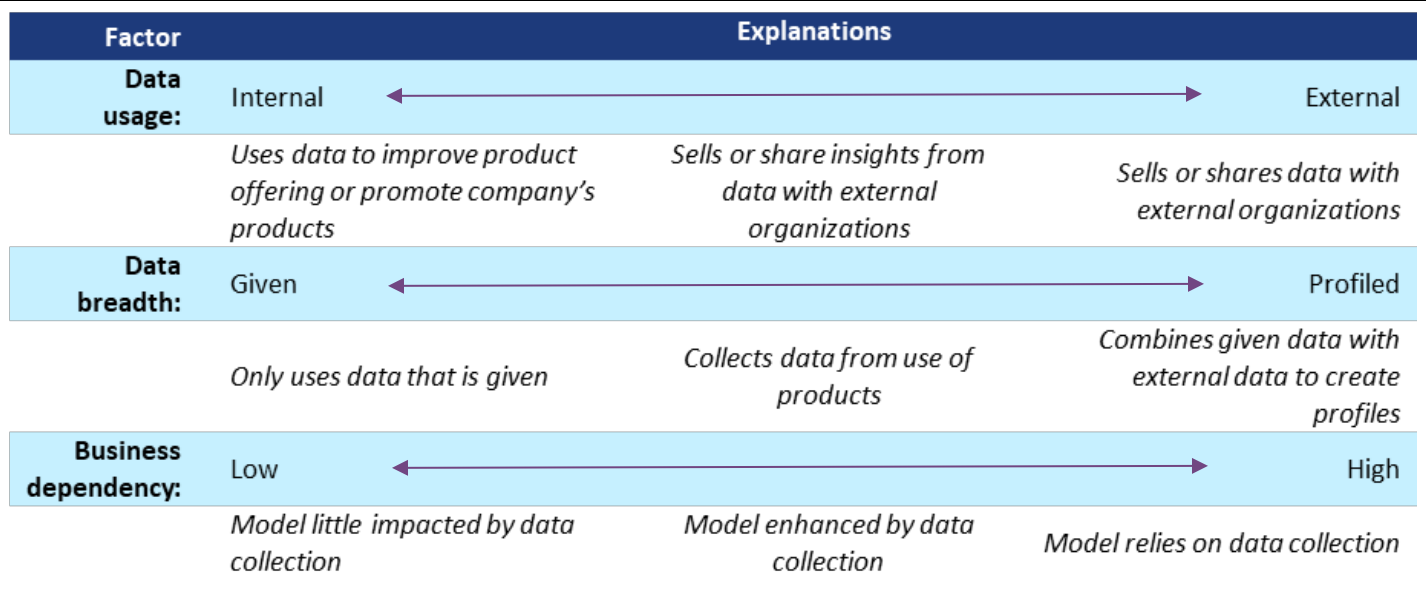 Factor
Explanations
Data
usage:
Internal
External
Uses data to improve product
offering or promote company’s
products
Sells or share insights from
data with external
organizations
Sells or shares data with
external organizations
Data
breadth:
Given
Profiled
Only uses data that is given
Collects data from use of
products
Combines given data with
external data to create
profiles
Business
dependency:
Low
High
Model little impacted by data
collection
Model enhanced by data
collection
Model relies on data collection